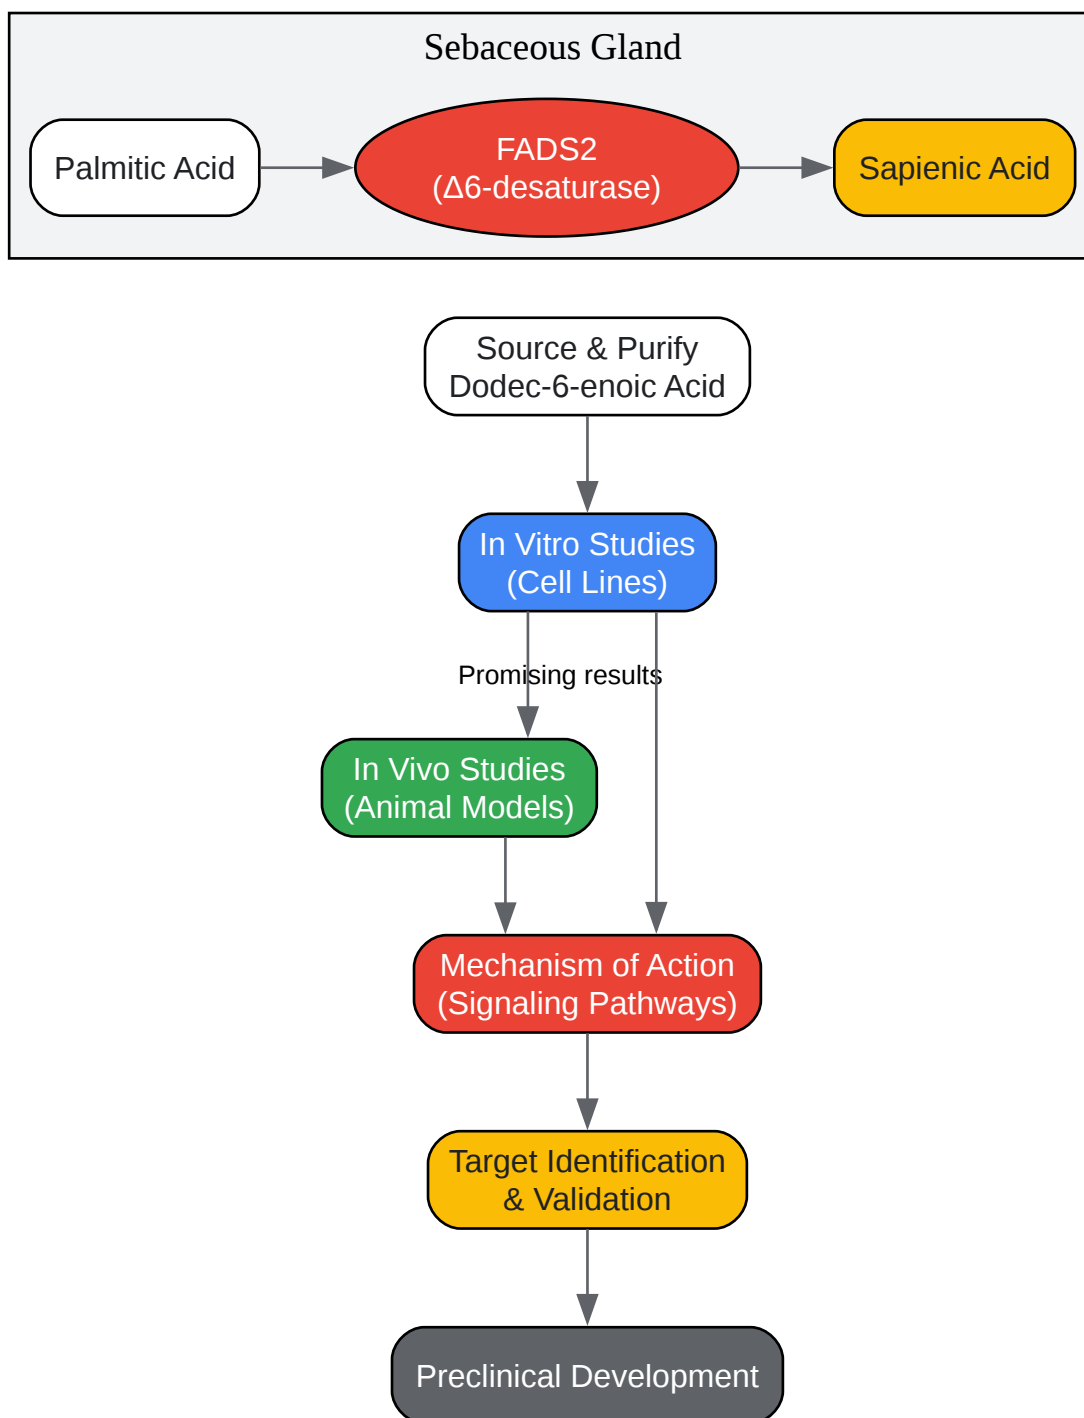 Sebaceous Gland
Palmitic Acid
FADS2
(Δ6-desaturase)
Sapienic Acid
Source & Purify
Dodec-6-enoic Acid
In Vitro Studies
(Cell Lines)
Promising results
In Vivo Studies
(Animal Models)
Mechanism of Action
(Signaling Pathways)
Target Identification
& Validation
Preclinical Development